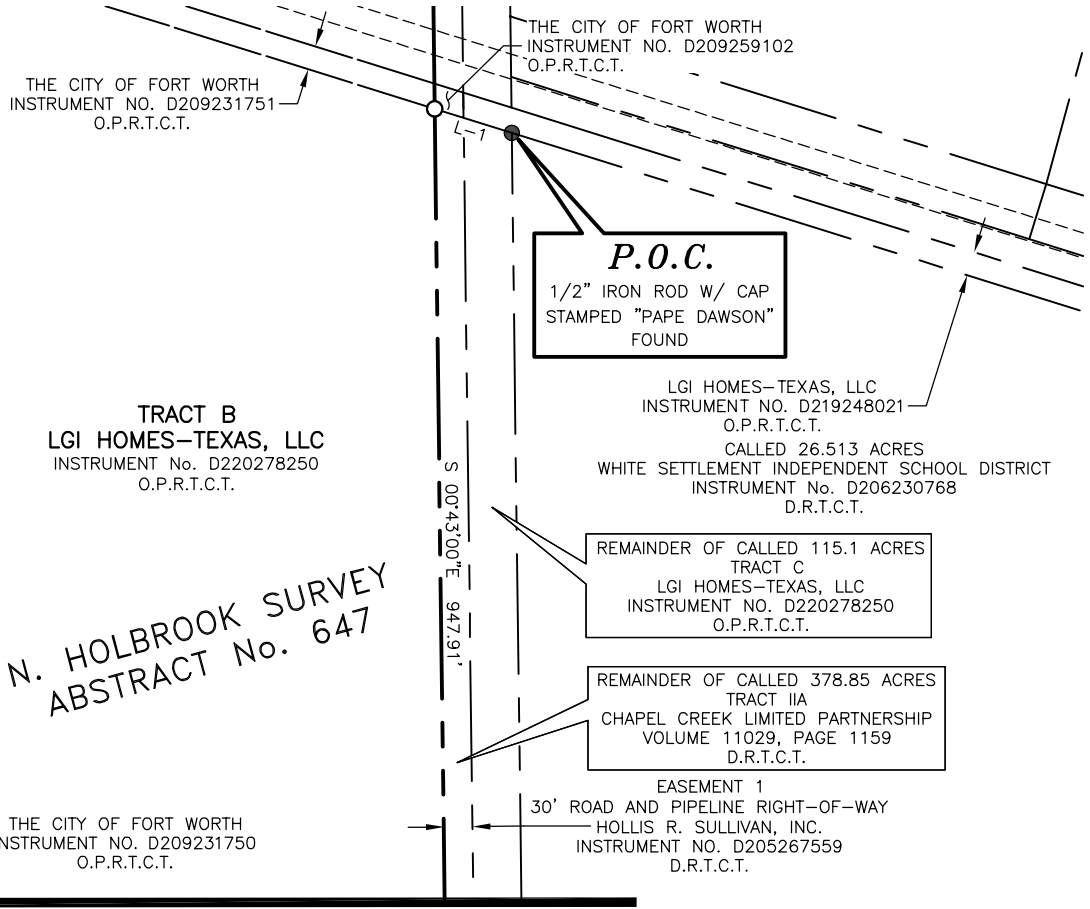 THE CITY OF FORT WORTH
INSTRUMENT NO. D209259102
O.P.R.T.C.T.
THE CITY OF FORT WORTH
INSTRUMENT NO. D209231751
O.P.R.T.C.T.
L-1
P.O.C.
1/2" IRON ROD W/ CAP
STAMPED "PAPE DAWSON"
FOUND
LGI HOMES-TEXAS, LLC
INSTRUMENT NO. D219248021
O.P.R.T.C.T.
TRACT B
LGI HOMES-TEXAS, LLC
INSTRUMENT No. D220278250
O.P.R.T.C.T.
CALLED 26.513 ACRES
WHITE SETTLEMENT INDEPENDENT SCHOOL DISTRICT
INSTRUMENT No. D206230768
D.R.T.C.T.
S 00°43'00"E 947.91'
REMAINDER OF CALLED 115.1 ACRES
TRACT C
LGI HOMES-TEXAS, LLC
INSTRUMENT NO. D220278250
O.P.R.T.C.T.
N. HOLBROOK SURVEY
ABSTRACT No. 647
REMAINDER OF CALLED 378.85 ACRES
TRACT IIA
CHAPEL CREEK LIMITED PARTNERSHIP
VOLUME 11029, PAGE 1159
D.R.T.C.T.
EASEMENT 1
30' ROAD AND PIPELINE RIGHT-OF-WAY
HOLLIS R. SULLIVAN, INC.
INSTRUMENT NO. D205267559
D.R.T.C.T.
THE CITY OF FORT WORTH
NSTRUMENT NO. D209231750
O.P.R.T.C.T.